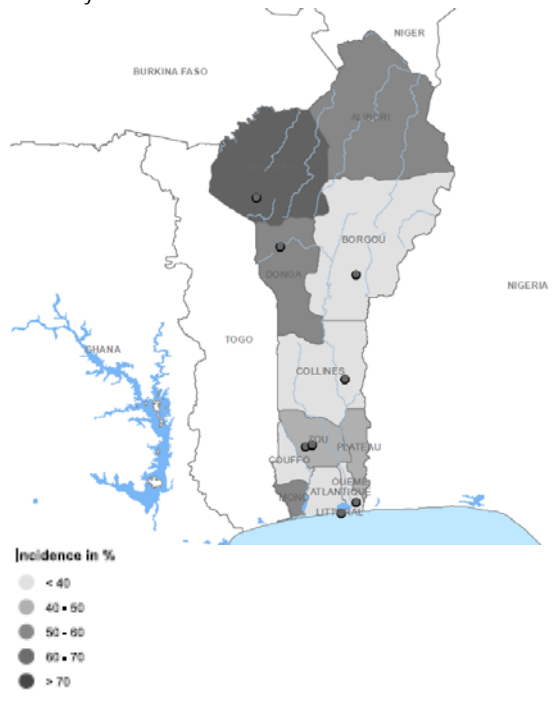 NIGER
BURKINA FASO
ALIBORI
BORGOU
DONGA
NIGERIA
TOGO
GHANA
COLLINES
ZOU
PLATEAU
COUFFO
OUEME
MONO
ATLANTIQUE
LITTORAL
Incidence in %
< 40
40 - 50
50 - 60
60 - 70
> 70